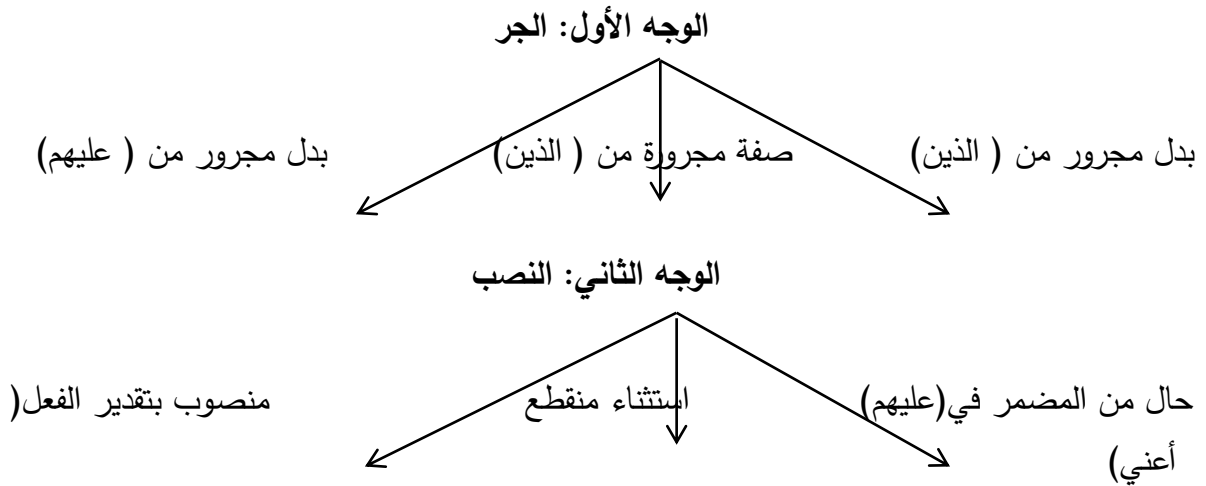 الوجه الأول: الجر
بدل مجرور من ( الذين) صفة مجرورة من ( الذين) بدل مجرور من ( عليهم)
الوجه الثاني: النصب
حال من المضمر في(عليهم) استثناء منقطع منصوب بتقدير الفعل(
أعني)